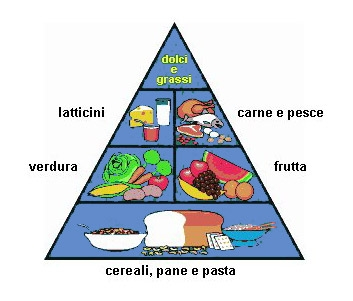 dolci
e
grassi
latticini
carne e pesce
verdura
frutta
cereali, pane e pasta